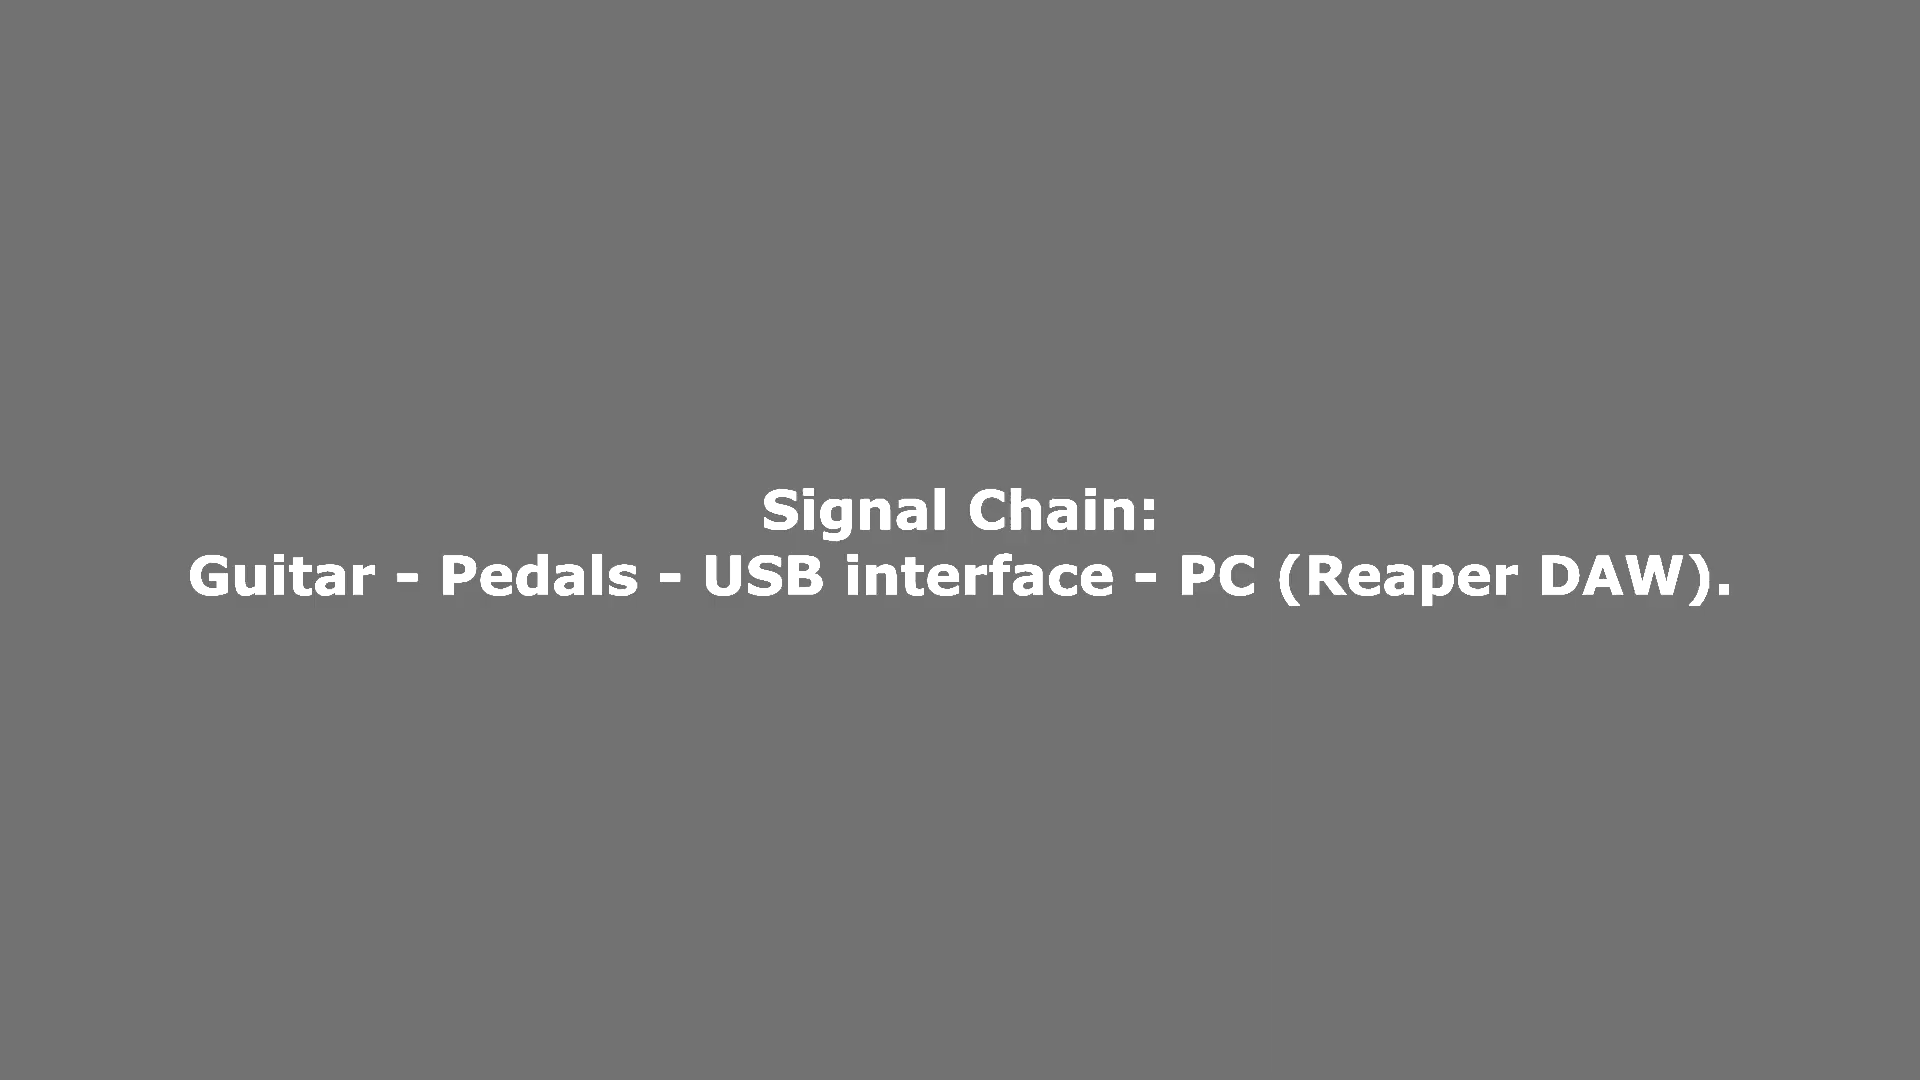 Signal Chain:
Guitar - Pedals - USB interface - PC (Reaper DAW).